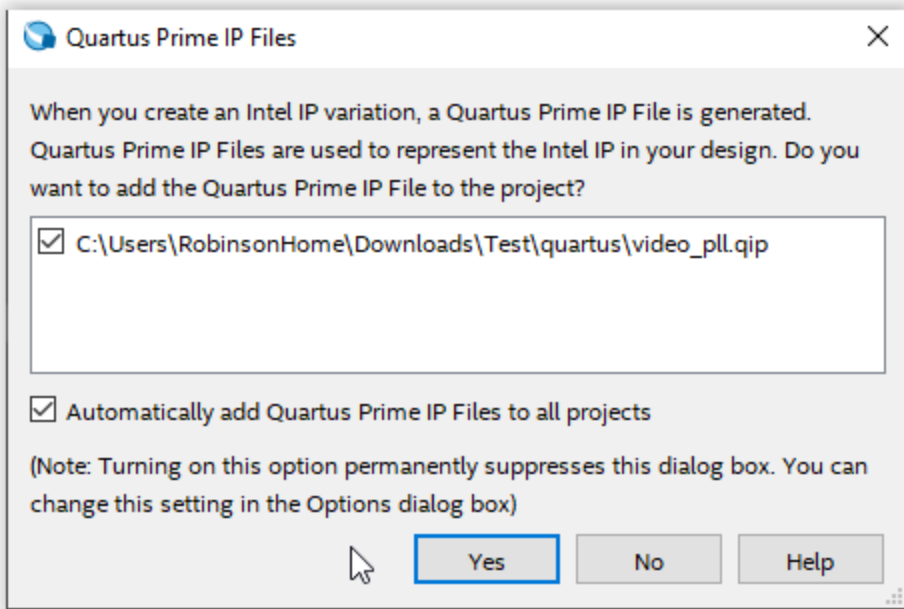 Quartus Prime IP Files
When you create an Intel IP variation, a Quartus Prime IP File is generated.
Quartus Prime IP Files are used to represent the Intel IP in your design. Do you
want to add the Quartus Prime IP File to the project?
C:\Users\RobinsonHome\Downloads\Test\quartus\video_pll.qip
Automatically add Quartus Prime IP Files to all projects
(Note: Turning on this option permanently suppresses this dialog box. You can
change this setting in the Options dialog box)
Yes No Help